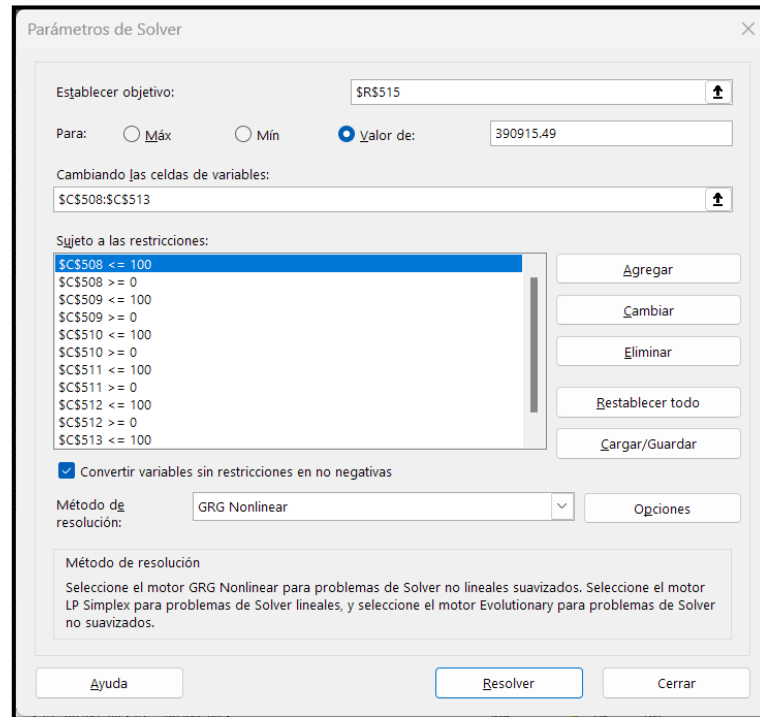 Parámetros de Solver
Establecer objetivo:
$R$515
Para:
Máx
Mín
Valor de:
390915.49
Cambiando las celdas de variables:
$C$508:$C$513
Sujeto a las restricciones:
$C$508 <= 100
$C$508 >= 0
$C$509 <= 100
$C$509 >= 0
$C$510 <= 100
$C$510 >= 0
$C$511 <= 100
$C$511 >= 0
$C$512 <= 100
$C$512 >= 0
$C$513 <= 100
Agregar
Cambiar
Eliminar
Restablecer todo
Cargar/Guardar
Convertir variables sin restricciones en no negativas
Método de
resolución:
GRG Nonlinear
Opciones
Método de resolución
Seleccione el motor GRG Nonlinear para problemas de Solver no lineales suavizados. Seleccione el motor
LP Simplex para problemas de Solver lineales, y seleccione el motor Evolutionary para problemas de Solver
no suavizados.
Ayuda
Resolver
Cerrar